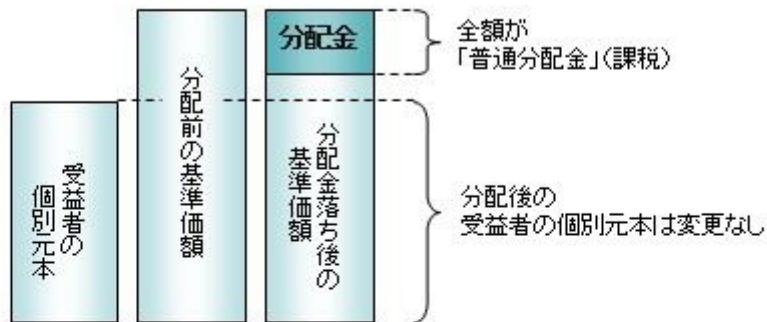 受益者の
個別元本
分配前の基準価額
分配金
分配金落ち後の
基準価額
全額が
「普通分配金」(課税)
分配後の
受益者の個別元本は変更なし